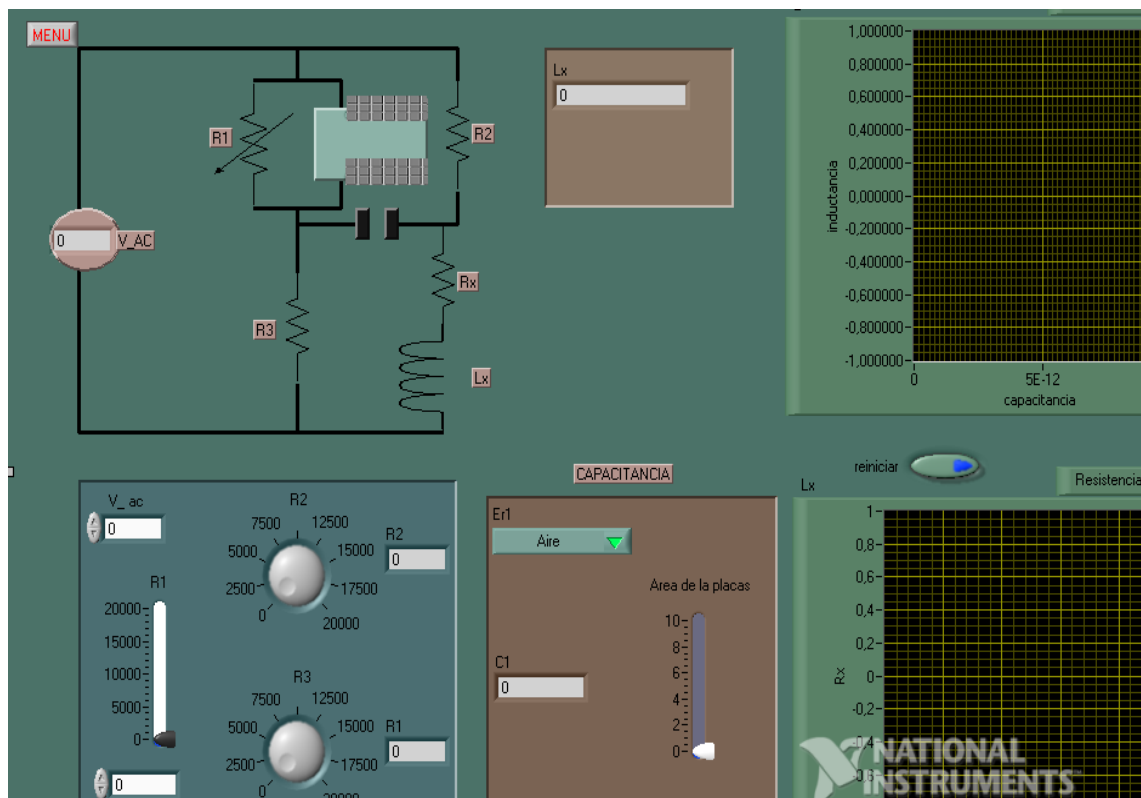 MENU
R1
R2
0
V_AC
Rx
R3
Lx
Lx
0
1,000000
0,800000
0,600000
0,400000
0,200000
0,000000
-0,200000
-0,400000
-0,600000
-0,800000
-1,000000
inductancia
0
5E-12
capacitancia
reiniciar
V_ ac
0
R1
20000
15000
10000
5000
0
0
R2
0
2500
5000
7500
12500
15000
17500
20000
R2
0
R3
0
2500
5000
7500
12500
15000
17500
20000
R1
0
CAPACITANCIA
Er1
Aire
Area de la placas
10
8
6
4
2
0
C1
0
Lx
Resistencia
1
0,8
0,6
0,4
0,2
0
-0,2
-0,4
Rx
NATIONAL
INSTRUMENTS